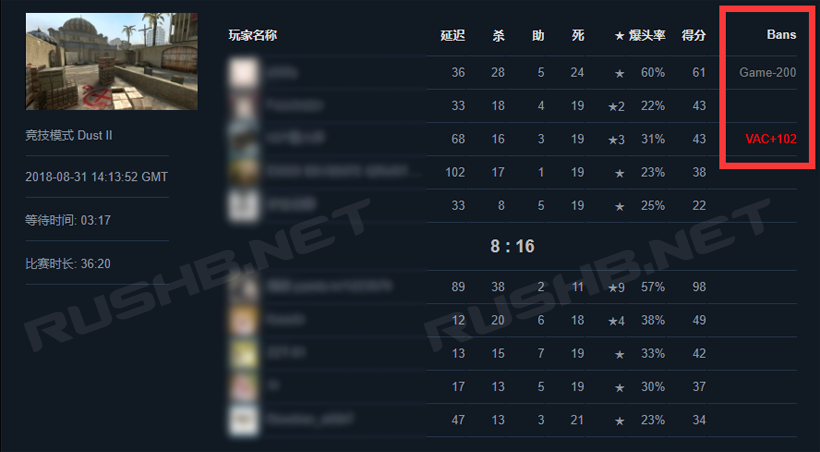 玩家名称 延迟 杀 助 死 ★ 爆头率 得分 Bans
36 28 5 24 ★ 60% 61 Game-200
33 18 4 19 ★2 22% 43
竞技模式 Dust II
68 16 3 19 ★3 31% 43 VAC+102
102 17 1 19 ★ 23% 38
2018-08-31 14:13:52 GMT
33 8 5 19 ★ 25% 22
等待时间: 03:17
8 : 16
比赛时长: 36:20
89 38 2 11 ★9 57% 98
12 20 6 18 ★4 38% 49
13 15 7 19 ★ 33% 42
17 13 5 19 ★ 30% 37
47 13 3 21 ★ 23% 34
RUSHB.NET
RUSHB.NET